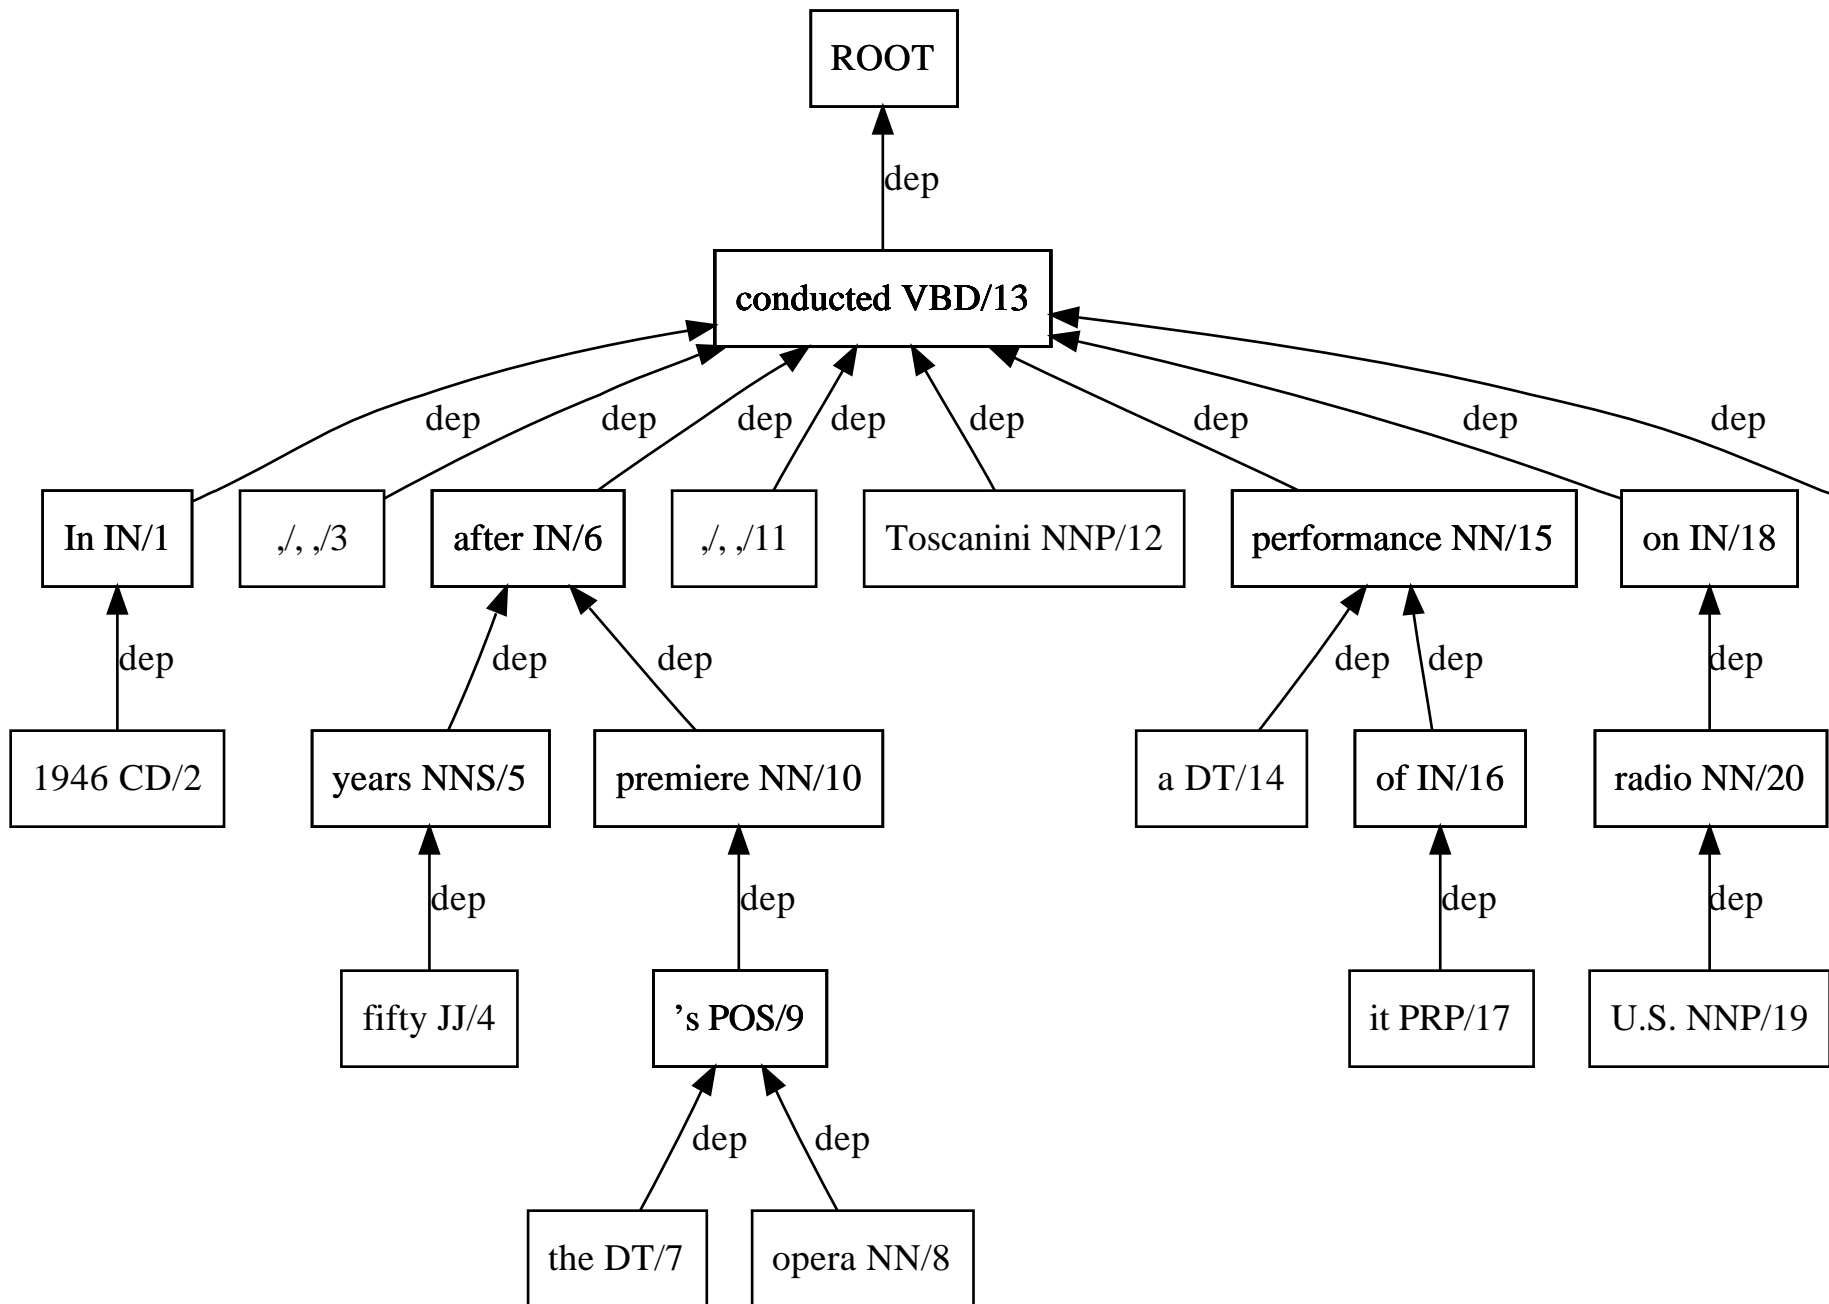 ROOT
dep
conducted VBD/13
dep dep dep dep dep dep dep dep
In IN/1 ,/, ,/3 after IN/6 ,/, ,/11 Toscanini NNP/12 performance NN/15 on IN/18
dep dep dep dep dep dep
1946 CD/2 years NNS/5 premiere NN/10 a DT/14 of IN/16 radio NN/20
dep dep dep dep
fifty JJ/4 ’s POS/9 it PRP/17 U.S. NNP/19
dep dep
the DT/7 opera NN/8